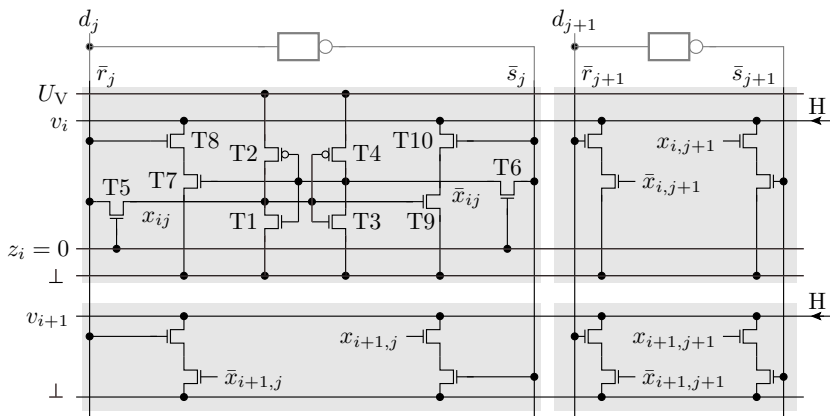 d_j d_{j+1}
r̄_j s̄_j r̄_{j+1} s̄_{j+1}
U_V
H
v_i
T8 T10 x_{i,j+1}
T2 T4 T6
T7
T5 x̄_{ij} x̄_{i,j+1}
x_{ij} T1 T3 T9
z_i = 0
⊥
H
v_{i+1}
x_{i+1,j} x_{i+1,j+1}
x̄_{i+1,j} x̄_{i+1,j+1}
⊥